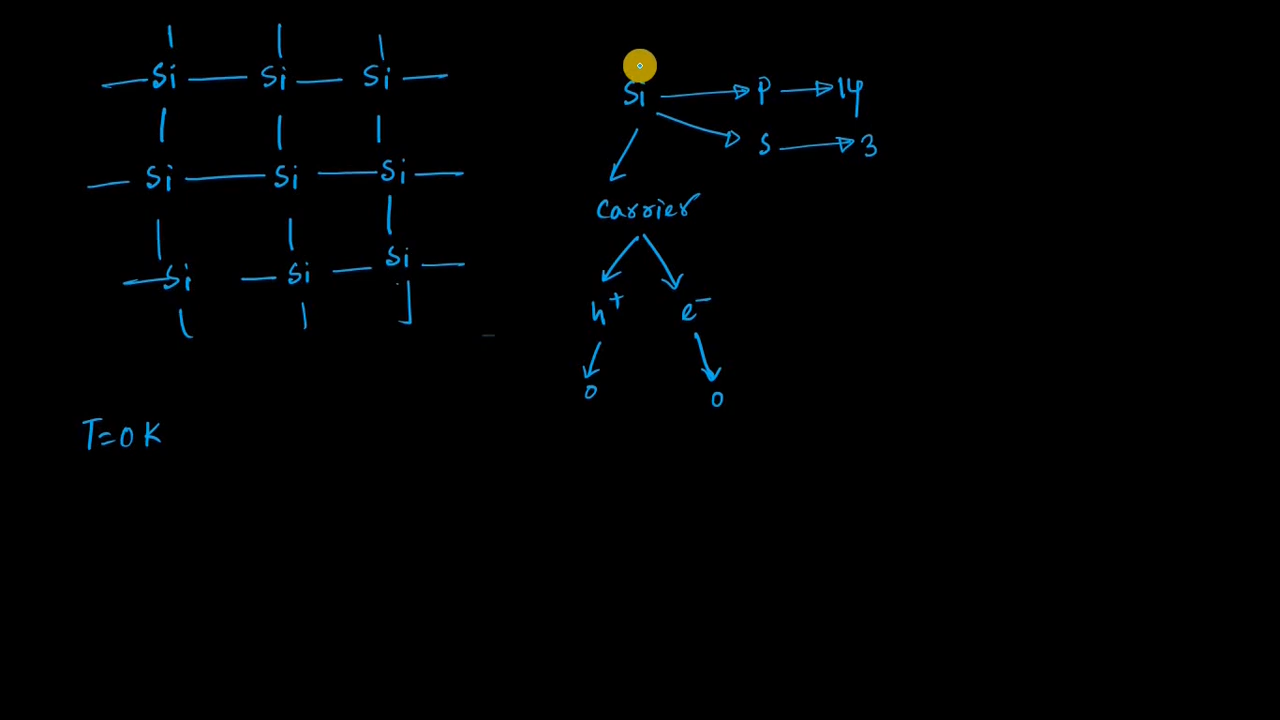 Si Si Si
Si Si Si
Si Si Si
T=0 K
Si P 14
S 3
Carrier
h+ e−
0 0